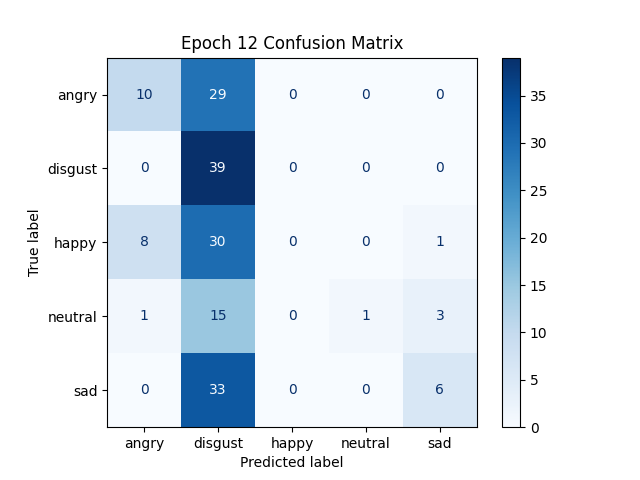 Epoch 12 Confusion Matrix
angry 10 29 0 0 0
disgust 0 39 0 0 0
happy 8 30 0 0 1
neutral 1 15 0 1 3
sad 0 33 0 0 6
angry disgust happy neutral sad
Predicted label
True label
35
30
25
20
15
10
5
0